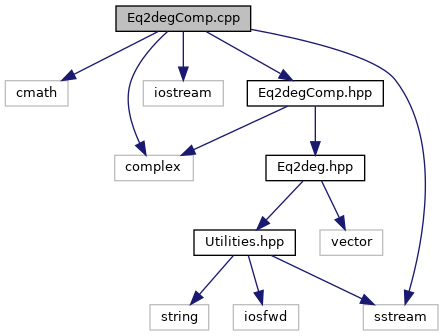 Eq2degComp.cpp
cmath
iostream
Eq2degComp.hpp
complex
Eq2deg.hpp
Utilities.hpp
vector
string
iosfwd
sstream